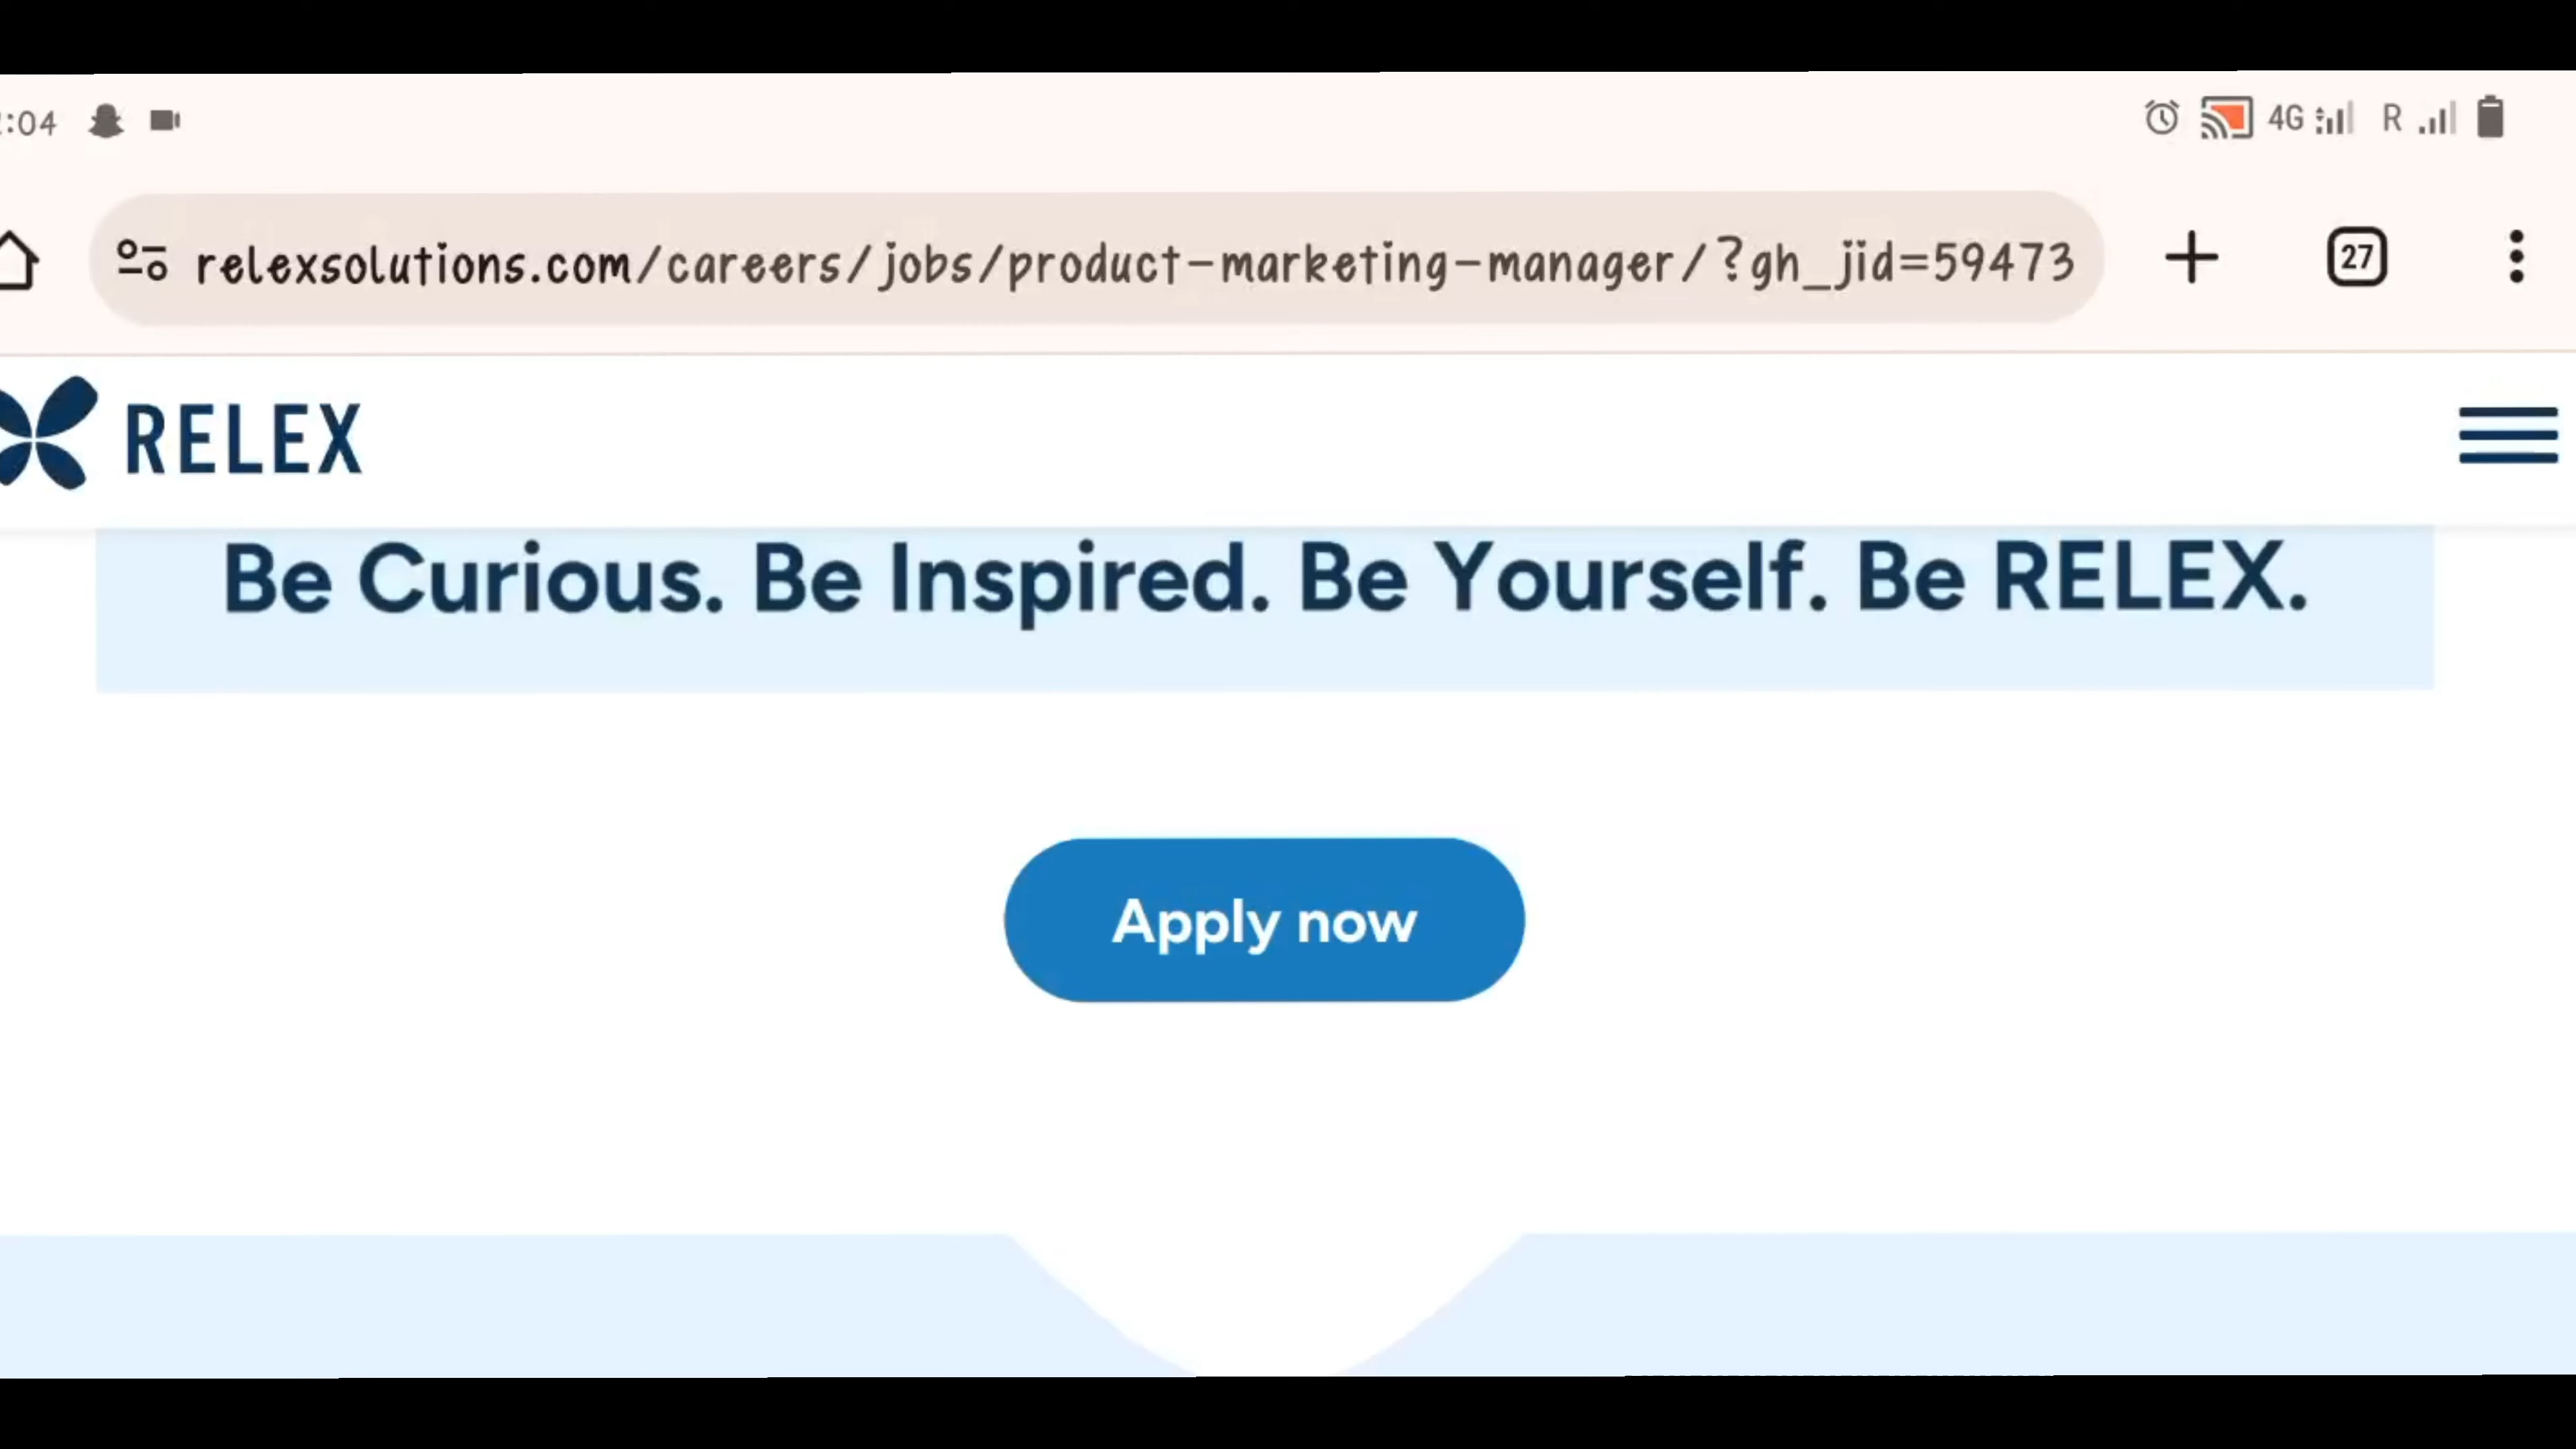 :04 4G R
relexsolutions.com/careers/jobs/product-marketing-manager/?gh_jid=59473 27
RELEX
Be Curious. Be Inspired. Be Yourself. Be RELEX.
Apply now